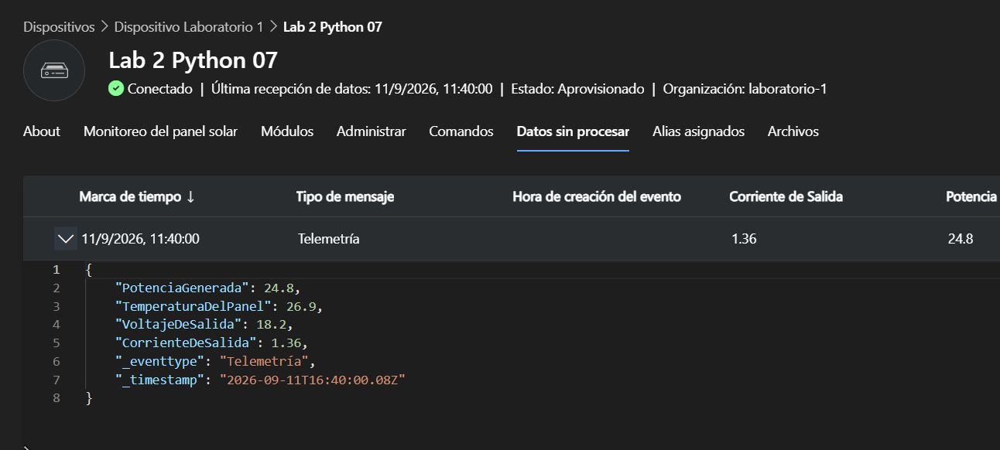 Dispositivos > Dispositivo Laboratorio 1 > Lab 2 Python 07
Lab 2 Python 07
Conectado | Última recepción de datos: 11/9/2026, 11:40:00 | Estado: Aprovisionado | Organización: laboratorio-1
About Monitoreo del panel solar Módulos Administrar Comandos Datos sin procesar Alias asignados Archivos
Marca de tiempo ↓ Tipo de mensaje Hora de creación del evento Corriente de Salida Potencia
11/9/2026, 11:40:00 Telemetría 1.36 24.8
1 {
2 "PotenciaGenerada": 24.8,
3 "TemperaturaDelPanel": 26.9,
4 "VoltajeDeSalida": 18.2,
5 "CorrienteDeSalida": 1.36,
6 "_eventtype": "Telemetría",
7 "_timestamp": "2026-09-11T16:40:00.08Z"
8 }